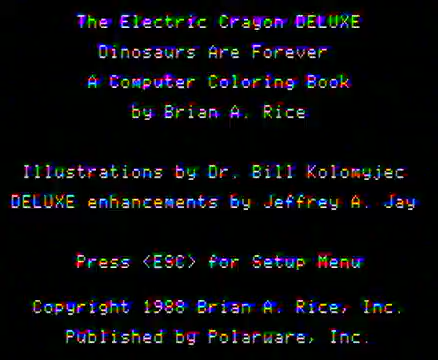 The Electric Crayon DELUXE
Dinosaurs Are Forever
A Computer Coloring Book
by Brian A. Rice
Illustrations by Dr. Bill Kolomyjec
DELUXE enhancements by Jeffrey A. Jay
Press <ESC> for Setup Menu
Copyright 1988 Brian A. Rice, Inc.
Published by Polarware, Inc.